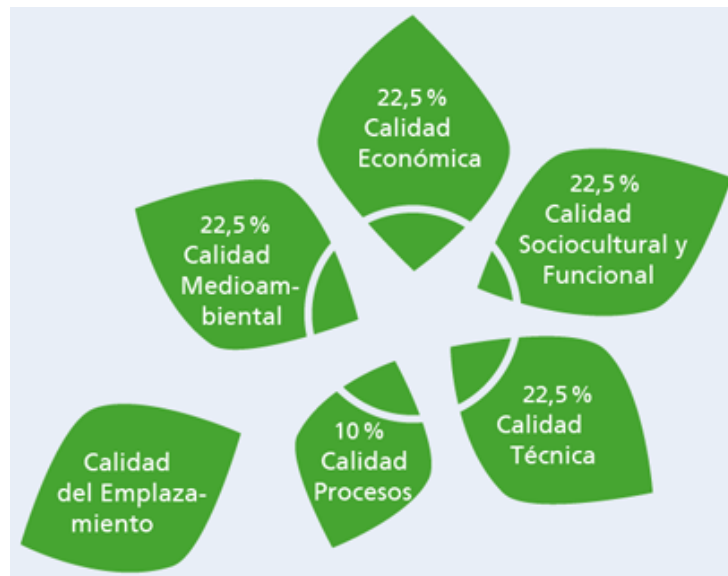 22,5 %
Calidad
Económica
22,5 %
Calidad
Sociocultural y
Funcional
22,5 %
Calidad
Medioam-
biental
22,5 %
Calidad
Técnica
10 %
Calidad
Procesos
Calidad
del Emplaza-
miento